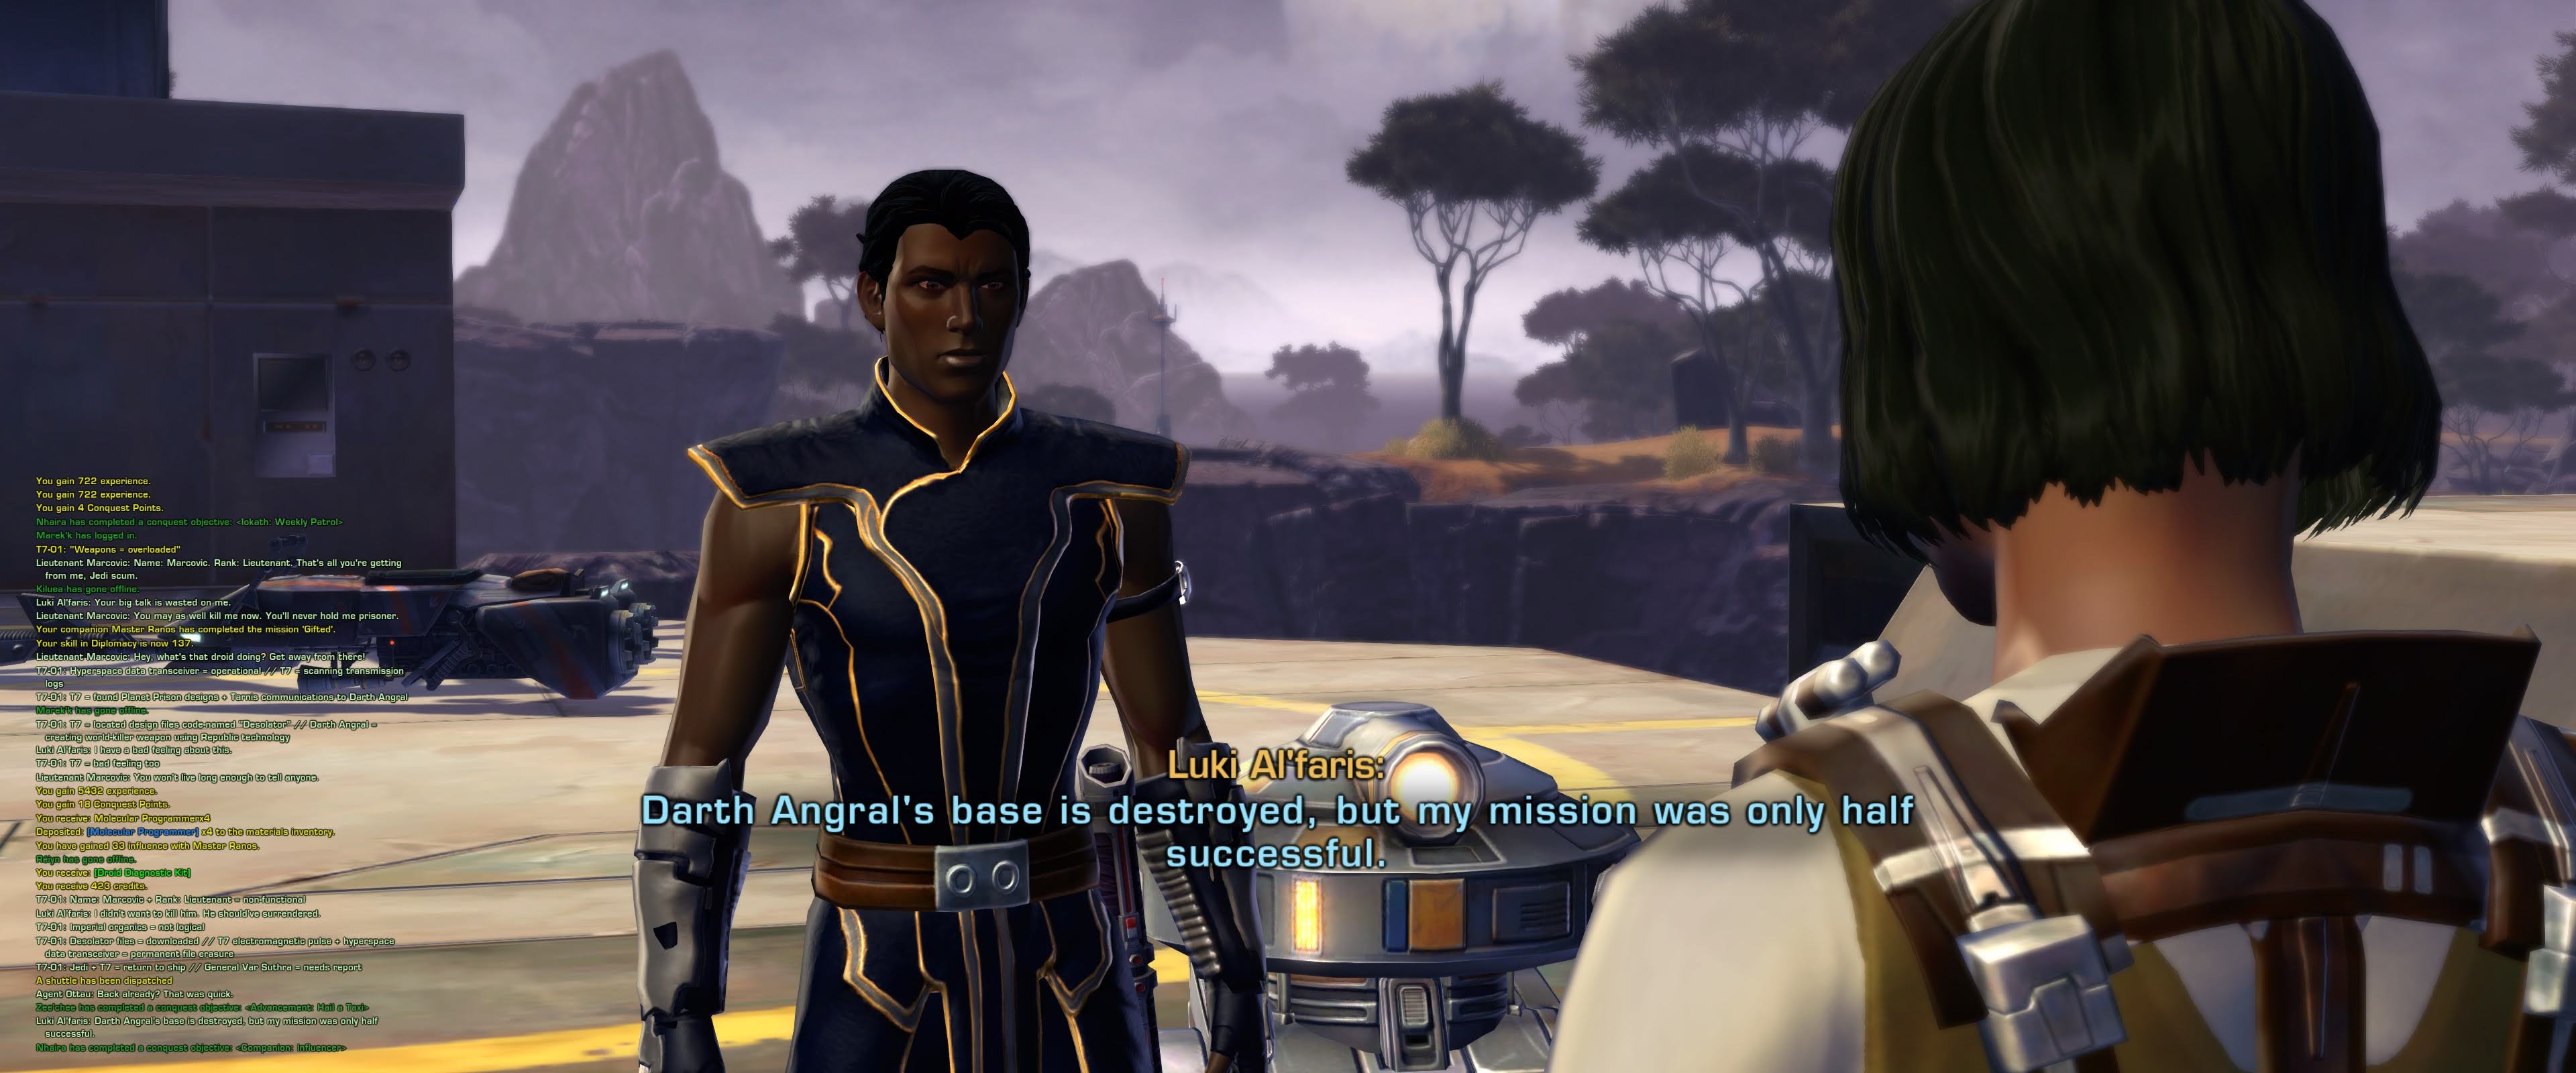 You gain 722 experience.
You gain 722 experience.
You gain 4 Conquest Points.
Nhaira has completed a conquest objective: <Iokath: Weekly Patrol>
Marek'k has logged in.
T7-01: "Weapons = overloaded"
Lieutenant Marcovic: Name: Marcovic. Rank: Lieutenant. That's all you're getting
from me, Jedi scum.
Kiluea has gone offline.
Luki Al'faris: Your big talk is wasted on me.
Lieutenant Marcovic: You may as well kill me now. You'll never hold me prisoner.
Your companion Master Ranos has completed the mission 'Gifted'.
Your skill in Diplomacy is now 137.
Lieutenant Marcovic: Hey, what's that droid doing? Get away from there!
T7-01: Hyperspace data transceiver = operational // T7 = scanning transmission
logs
T7-01: T7 = found Planet Prison designs + Tarnis communications to Darth Angral
Marek'k has gone offline.
T7-01: T7 = located design files code-named "Desolator" // Darth Angral =
creating world-killer weapon using Republic technology
Luki Al'faris: I have a bad feeling about this.
T7-01: T7 = bad feeling too
Lieutenant Marcovic: You won't live long enough to tell anyone.
You gain 5432 experience.
You gain 18 Conquest Points.
You receive: Molecular Programmerx4
Deposited: [Molecular Programmer] x4 to the materials inventory.
You have gained 33 influence with Master Ranos.
has gone offline.
You receive: [Droid Diagnostic Kit]
You receive 423 credits.
T7-01: Name: Marcovic + Rank: Lieutenant = non-functional
Luki Al'faris: I didn't want to kill him. He should've surrendered.
T7-01: Imperial organics = not logical
T7-01: Desolator files = downloaded // T7 electromagnetic pulse + hyperspace
data transceiver = permanent file erasure
T7-01: Jedi + T7 = return to ship // General Var Suthra = needs report
A shuttle has been dispatched
Agent Ottau: Back already? That was quick.
Zee'chee has completed a conquest objective: <Advancement: Hail a Taxi>
Luki Al'faris: Darth Angral's base is destroyed, but my mission was only half
successful.
Nhaira has completed a conquest objective: <Companion: Influencer>
Luki Al'faris:
Darth Angral's base is destroyed, but my mission was only half
successful.